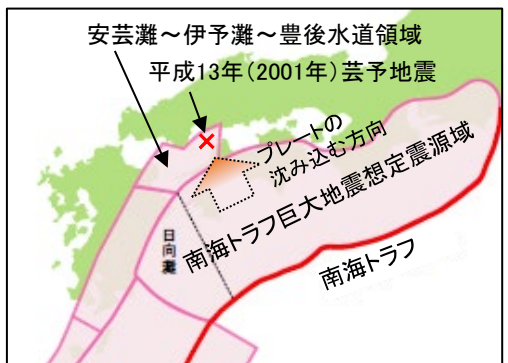 安芸灘～伊予灘～豊後水道領域
平成13年（2001年）芸予地震
プレートの
沈み込む方向
南海トラフ巨大地震想定震源域
日向灘
南海トラフ